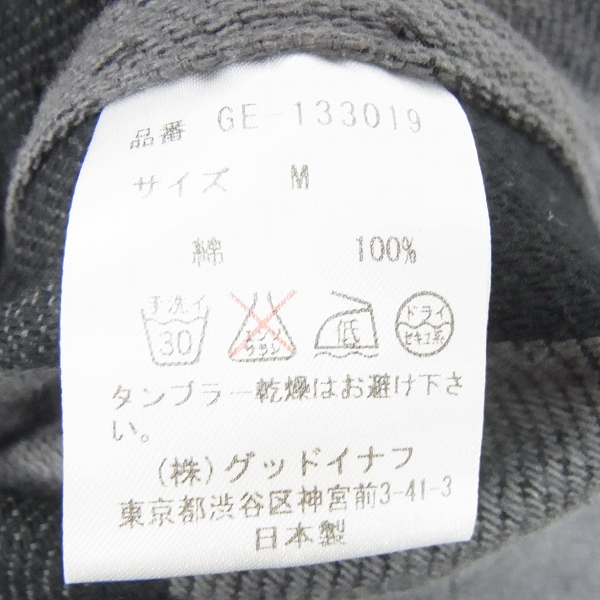 品番 GE-133019
サイズ M
綿 100%
手洗イ 30 エンソサラシ 低 ドライ セキユ系
タンブラー乾燥はお避け下さ
い。
(株)グッドイナフ
東京都渋谷区神宮前3-41-3
日本製